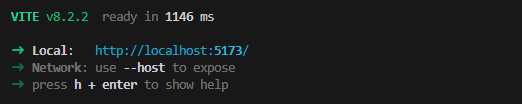 VITE v8.2.2 ready in 1146 ms
➜ Local: http://localhost:5173/
➜ Network: use --host to expose
➜ press h + enter to show help